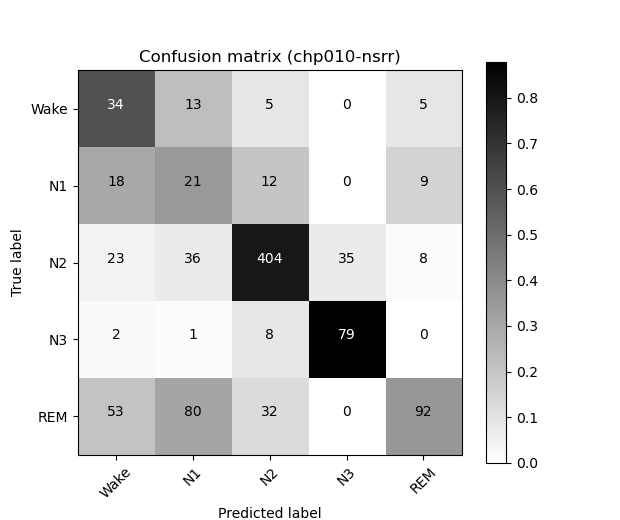 Confusion matrix (chp010-nsrr)
True label
Wake 34 13 5 0 5
N1 18 21 12 0 9
N2 23 36 404 35 8
N3 2 1 8 79 0
REM 53 80 32 0 92
Wake N1 N2 N3 REM
Predicted label
0.8
0.7
0.6
0.5
0.4
0.3
0.2
0.1
0.0